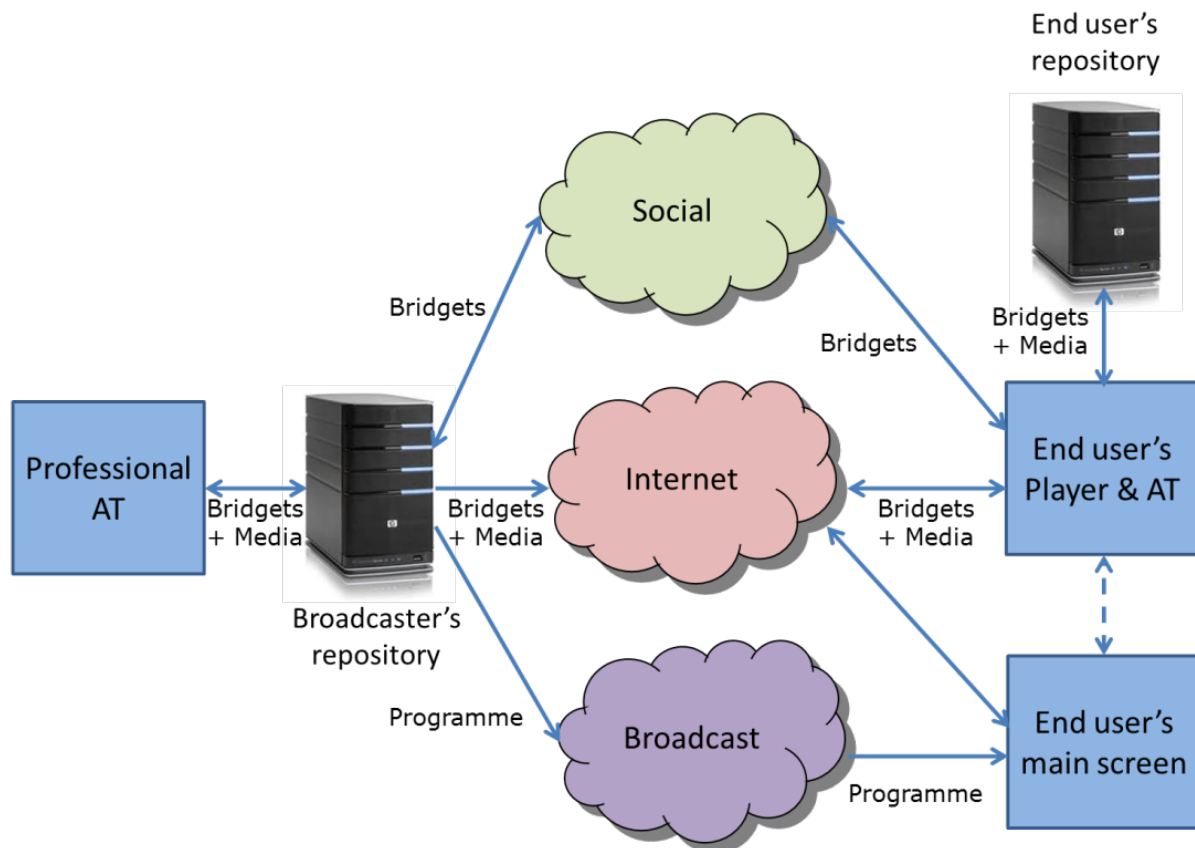 End user's
repository
Social
Bridgets
Bridgets
Bridgets
+ Media
Professional
AT
Bridgets
+ Media
Bridgets
+ Media
Internet
Bridgets
+ Media
End user's
Player & AT
Broadcaster's
repository
Programme
Broadcast
Programme
End user's
main screen